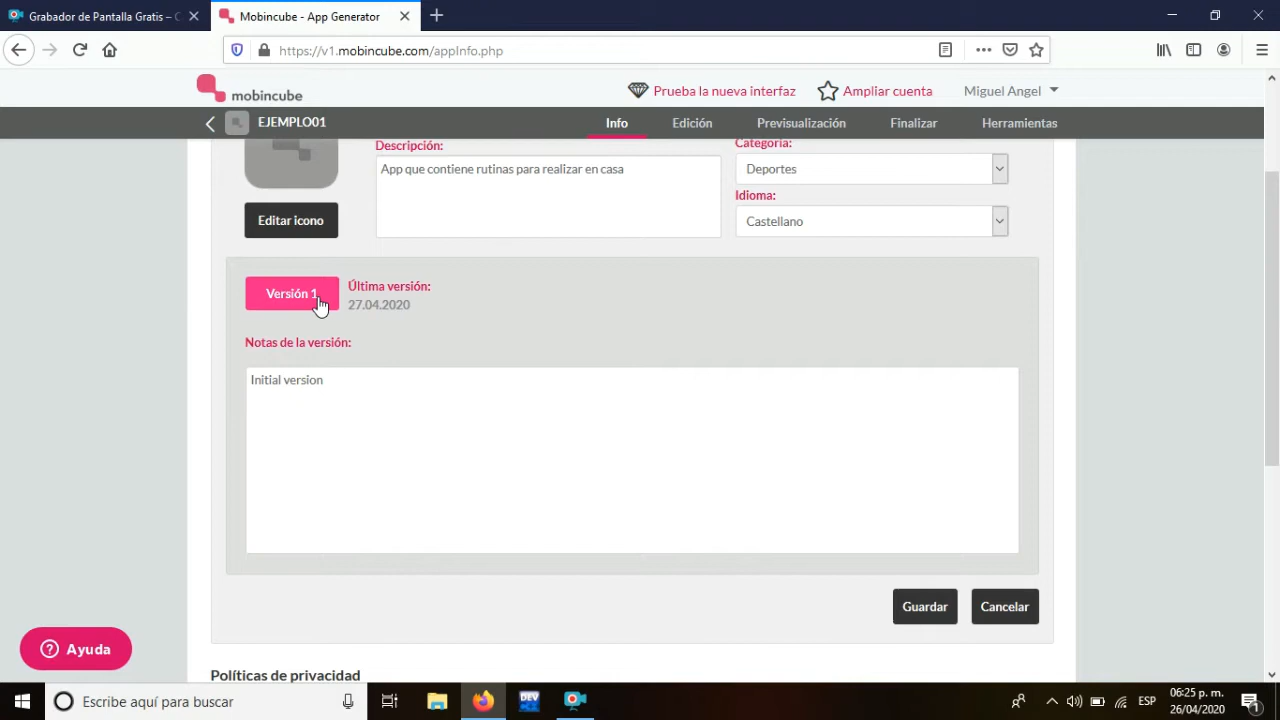 Grabador de Pantalla Gratis – C
Mobincube - App Generator
https://v1.mobincube.com/appInfo.php
mobincube
Prueba la nueva interfaz
Ampliar cuenta
Miguel Angel
EJEMPLO01
Info
Edición
Previsualización
Finalizar
Herramientas
Descripción:
Categoría:
App que contiene rutinas para realizar en casa
Deportes
Idioma:
Editar icono
Castellano
Versión 1
Última versión:
27.04.2020
Notas de la versión:
Initial version
Guardar
Cancelar
Ayuda
Políticas de privacidad
Escribe aquí para buscar
DEV
ESP
06:25 p. m.
26/04/2020
1